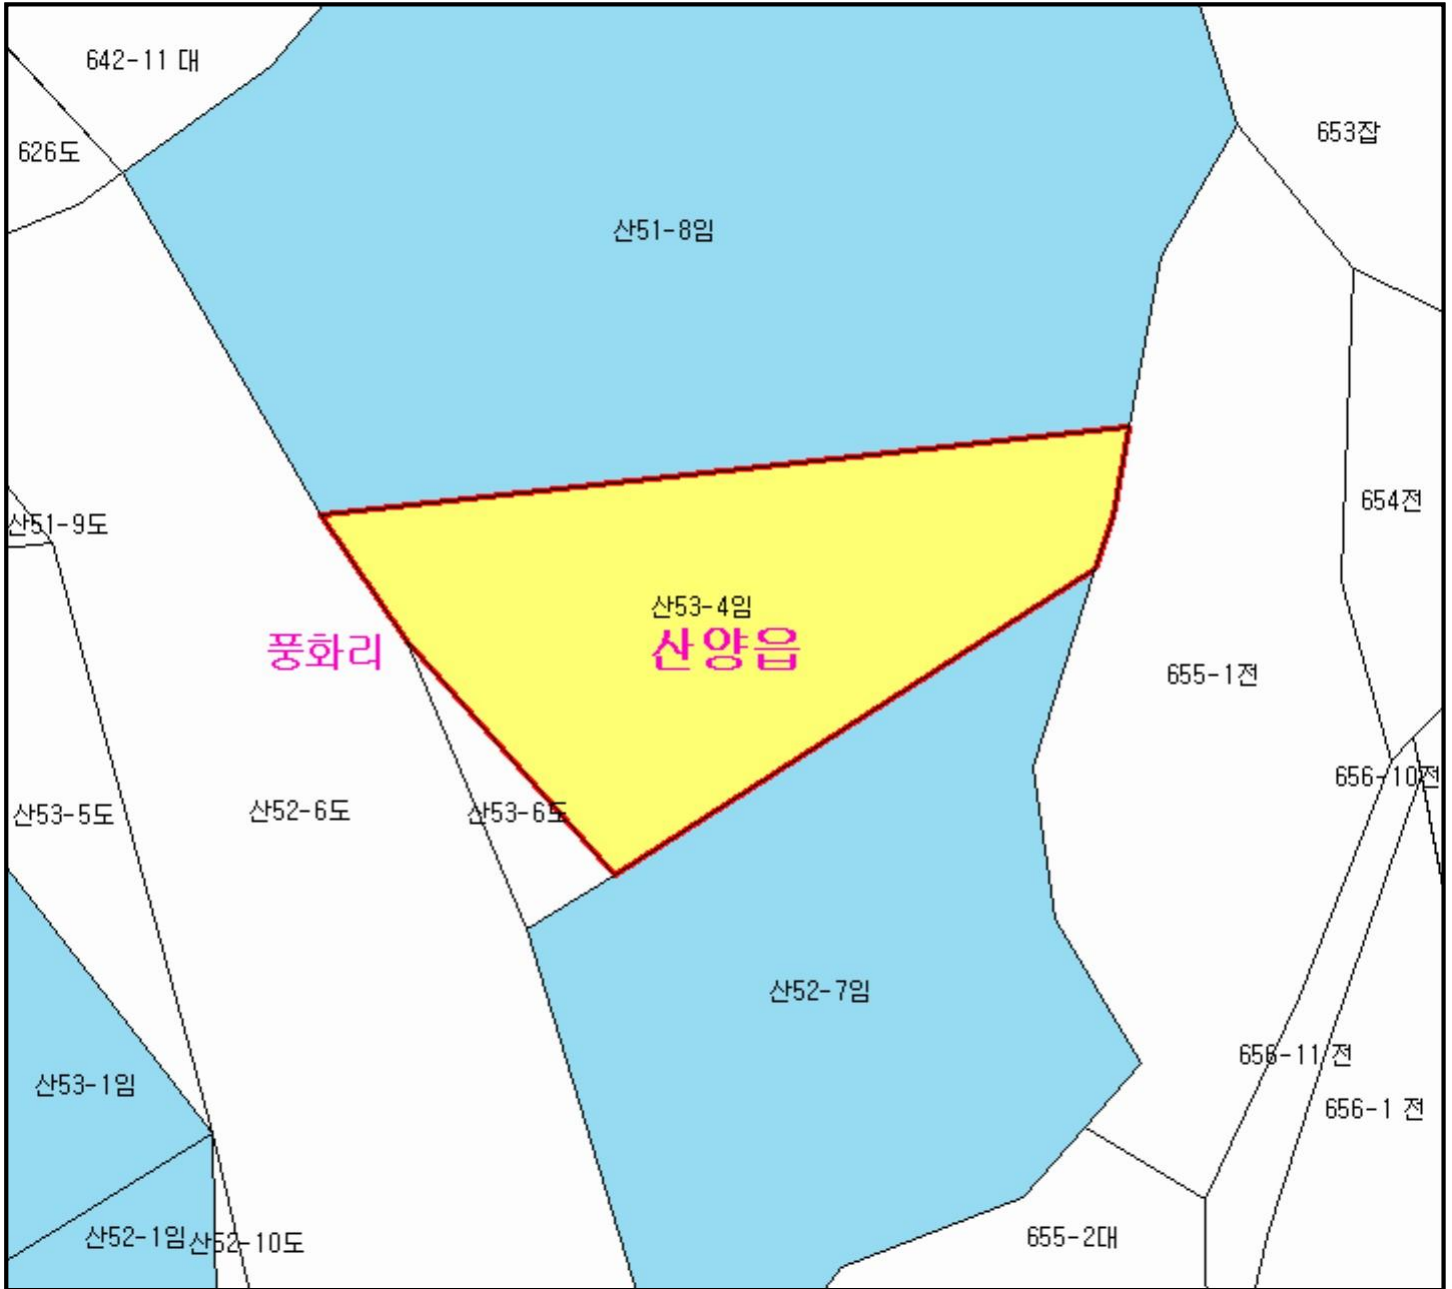 642-11 대
653잡
626도
산51-8임
654전
산51-9도
산53-4임
풍화리
산양읍
655-1전
656-10전
산53-5도
산52-6도
산53-6도
산52-7임
656-11 전
산53-1임
656-1 전
산52-1임
산52-10도
655-2대